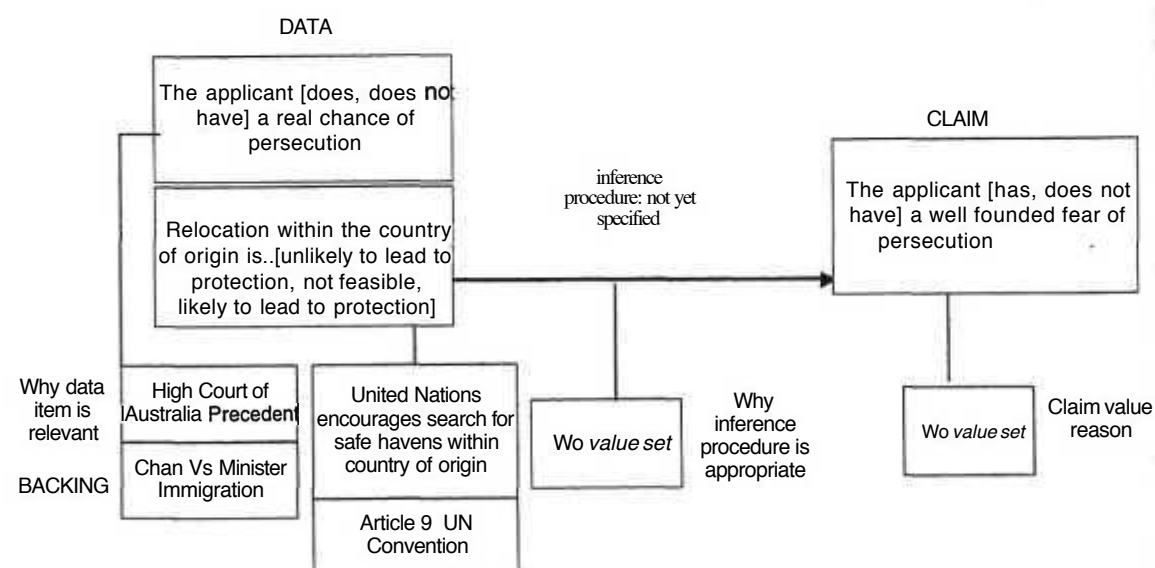 DATA
The applicant [does, does not
have] a real chance of
persecution
Relocation within the country
of origin is..[unlikely to lead to
protection, not feasible,
likely to lead to protection]
inference
procedure: not yet
specified
CLAIM
The applicant [has, does not
have] a well founded fear of
persecution
Why data
item is
relevant
BACKING
High Court of
lAustralia Precedent
Chan Vs Minister
Immigration
United Nations
encourages search for
safe havens within
country of origin
Article 9 UN
Convention
Wo value set
Why
inference
procedure is
appropriate
Wo value set
Claim value
reason